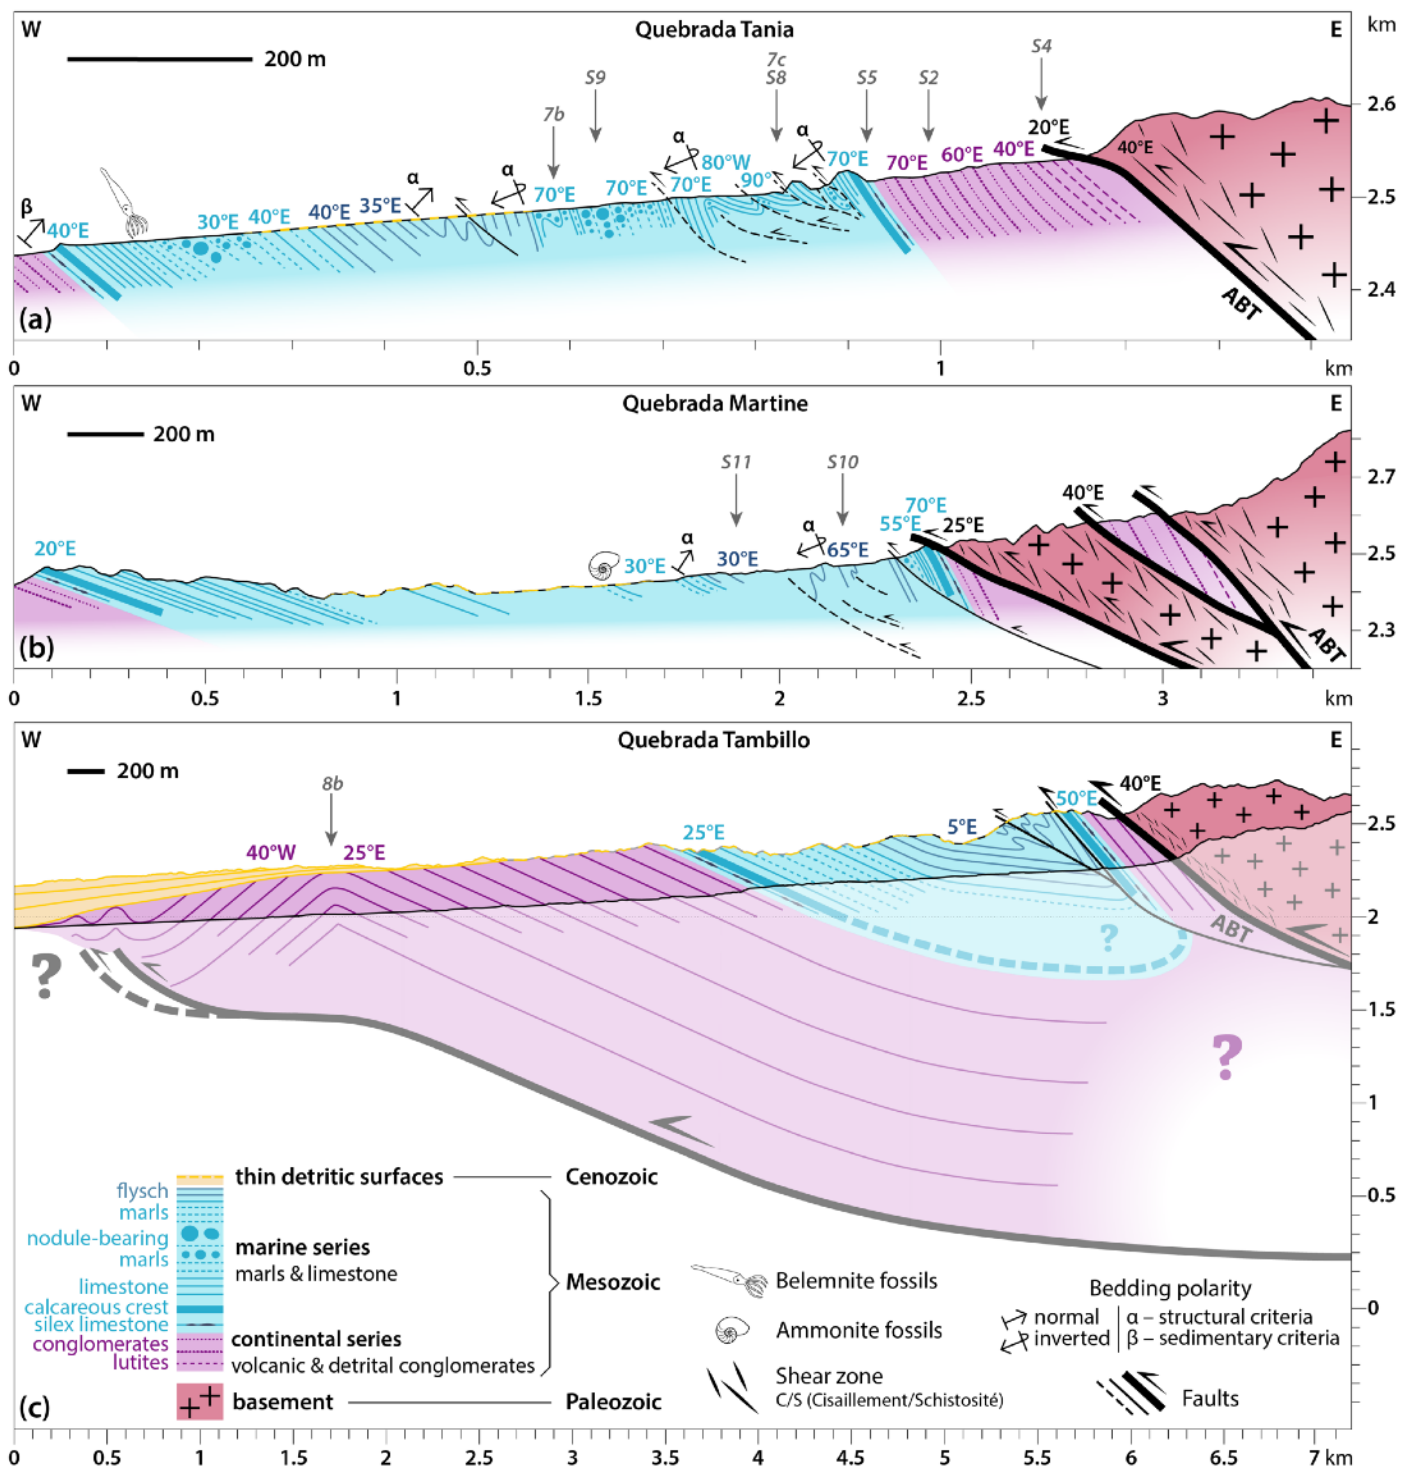 W Quebrada Tania E km
200 m
S4
7c
S9 S8 S5 S2
7b
2.6
20°E
α α 40°E
80°W 70°E 70°E 60°E 40°E
α α 70°E 70°E 70°E 90°
2.5
β 40°E 30°E 40°E 40°E 35°E
2.4
ABT
(a)
0 0.5 1 km
W Quebrada Martine E
200 m
S11 S10
2.7
40°E
70°E
α α 55°E 25°E
2.5
20°E 30°E 30°E 65°E
2.3
ABT
(b)
0 0.5 1 1.5 2 2.5 3 km
W Quebrada Tambillo E
200 m
8b
40°E
50°E
2.5
40°W 25°E 25°E 5°E
2
? ABT
?
1.5
?
1
thin detritic surfaces Cenozoic
flysch
marls
0.5
nodule-bearing
marls
marine series
marls & limestone
Mesozoic
limestone
calcareous crest
silex limestone
conglomerates
lutites
continental series
volcanic & detrital conglomerates
basement Paleozoic
Belemnite fossils
Ammonite fossils
Shear zone
C/S (Cisaillement/Schistosité)
Bedding polarity
normal α – structural criteria
inverted β – sedimentary criteria
Faults
0
(c)
0 0.5 1 1.5 2 2.5 3 3.5 4 4.5 5 5.5 6 6.5 7 km